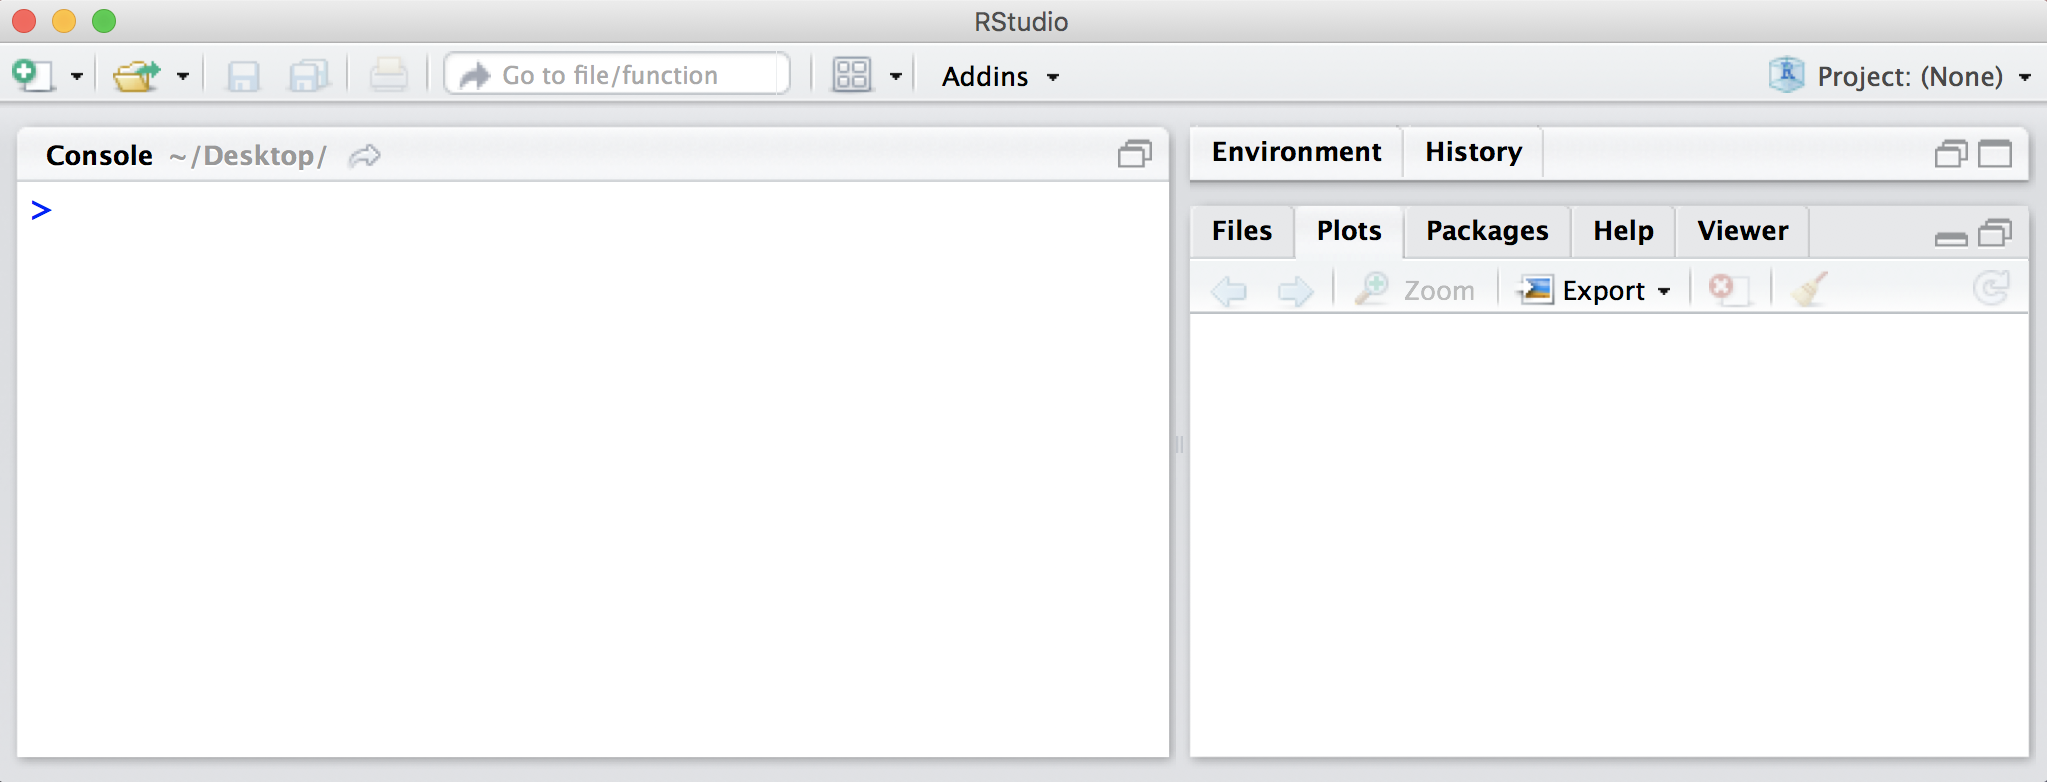 RStudio
Go to file/function
Addins
Project: (None)
Console ~/Desktop/
>
Environment History
Files Plots Packages Help Viewer
Zoom Export